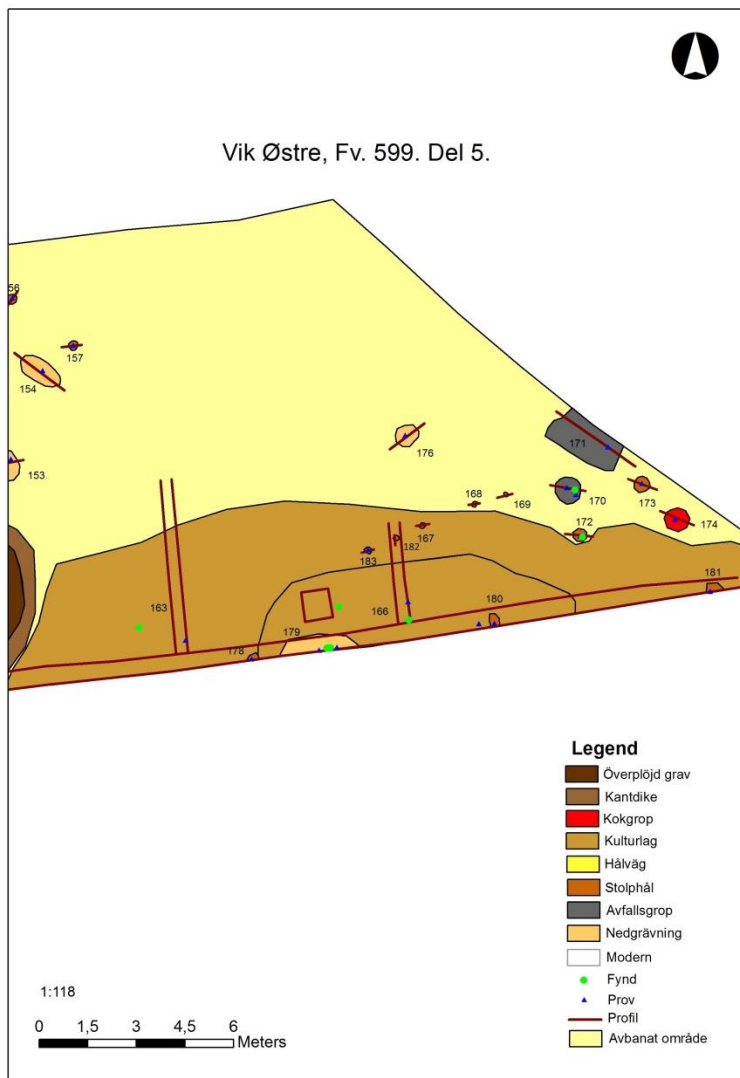 Vik Østre, Fv. 599. Del 5.
56
157
154
153
176
171
170
173
168
169
172
174
167
182
183
163
181
180
166
179
178
Legend
Överplöjd grav
Kantdike
Kokgrop
Kulturlag
Hålväg
Stolphål
Avfallsgrop
Nedgrävning
Modern
Fynd
Prov
Profil
Avbanat område
1:118
0 1,5 3 4,5 6
Meters